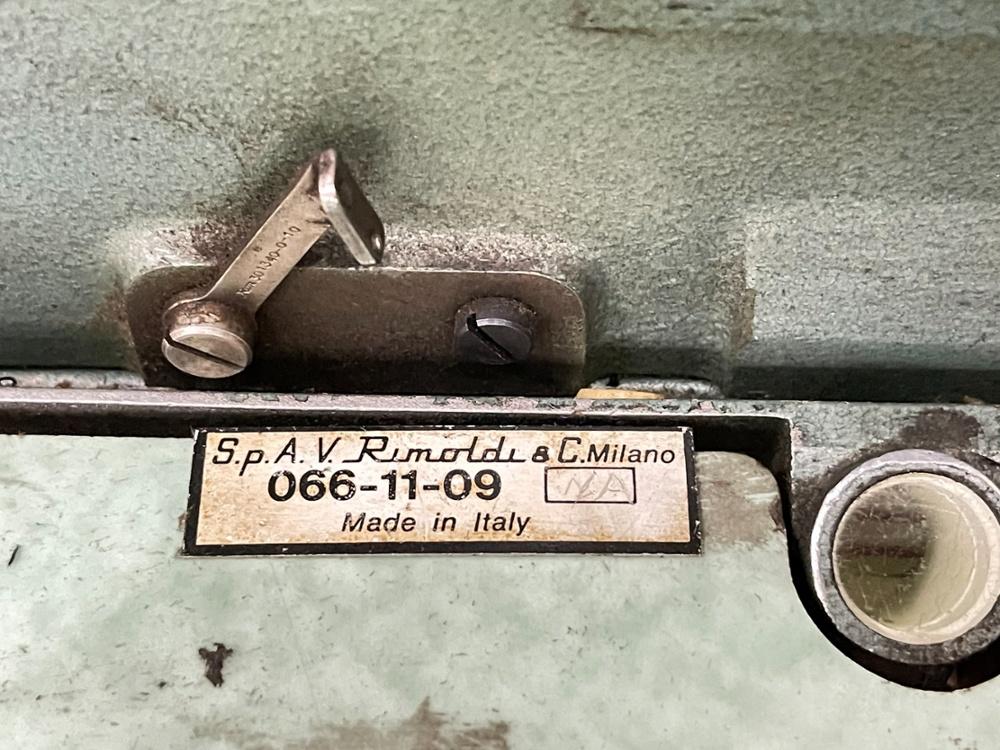 S.p.A. V. Rimoldi & C. Milano
066-11-09
Made in Italy